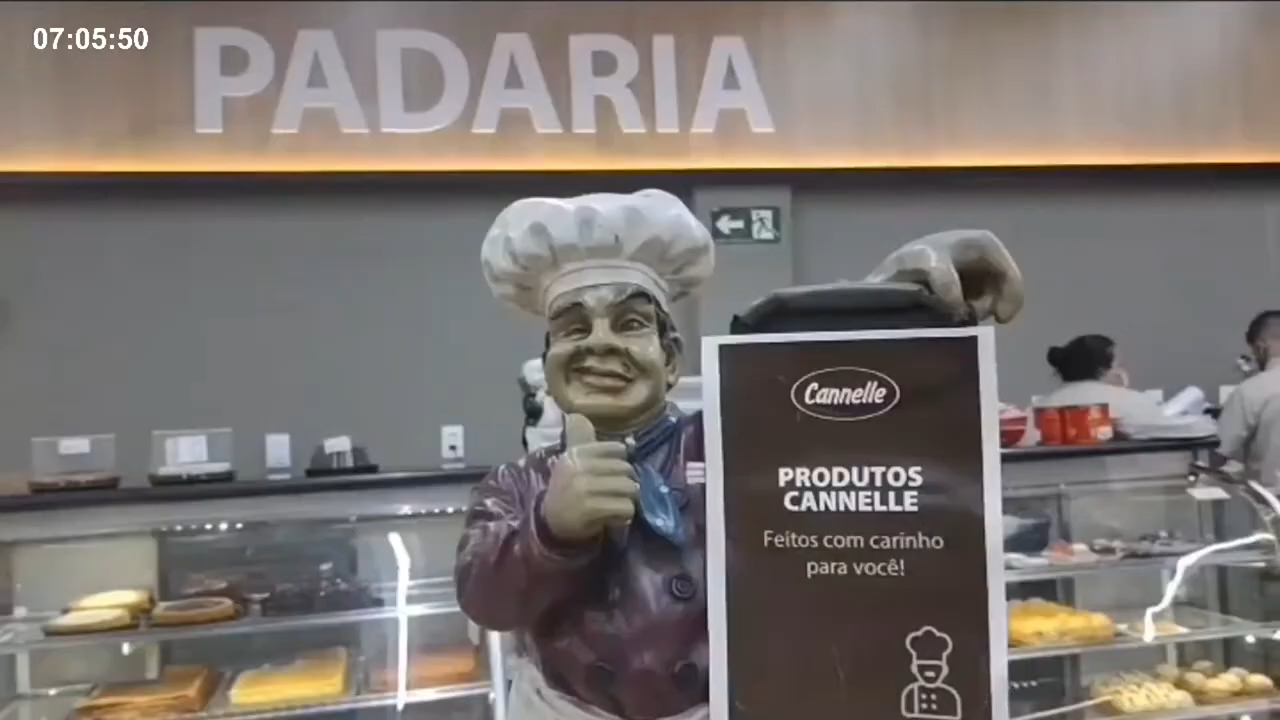 07:05:50
PADARIA
Cannelle
PRODUTOS
CANNELLE
Feitos com carinho
para você!